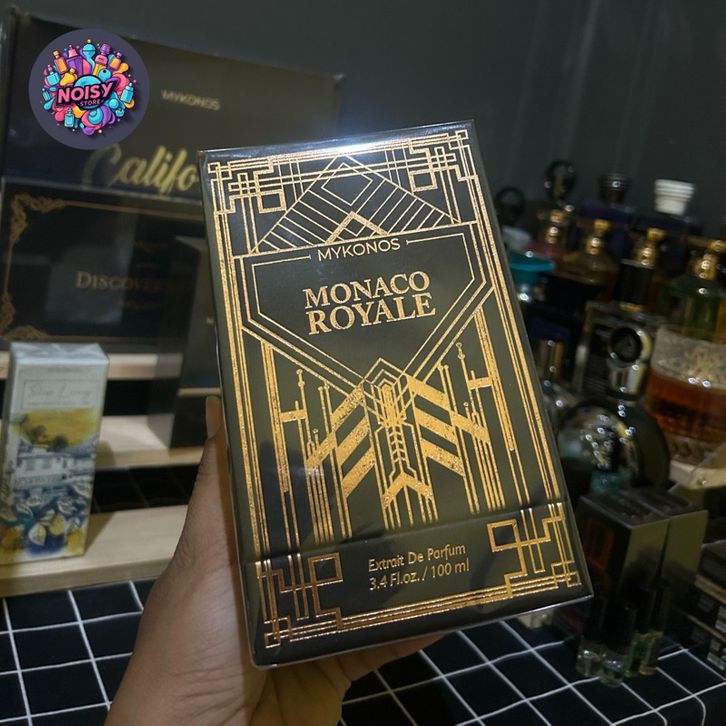 NOISY
STORE
MYKONOS
Califo
DISCOVER
MYKONOS
MONACO
ROYALE
Extrait De Parfum
3.4 Fl.oz. / 100 ml